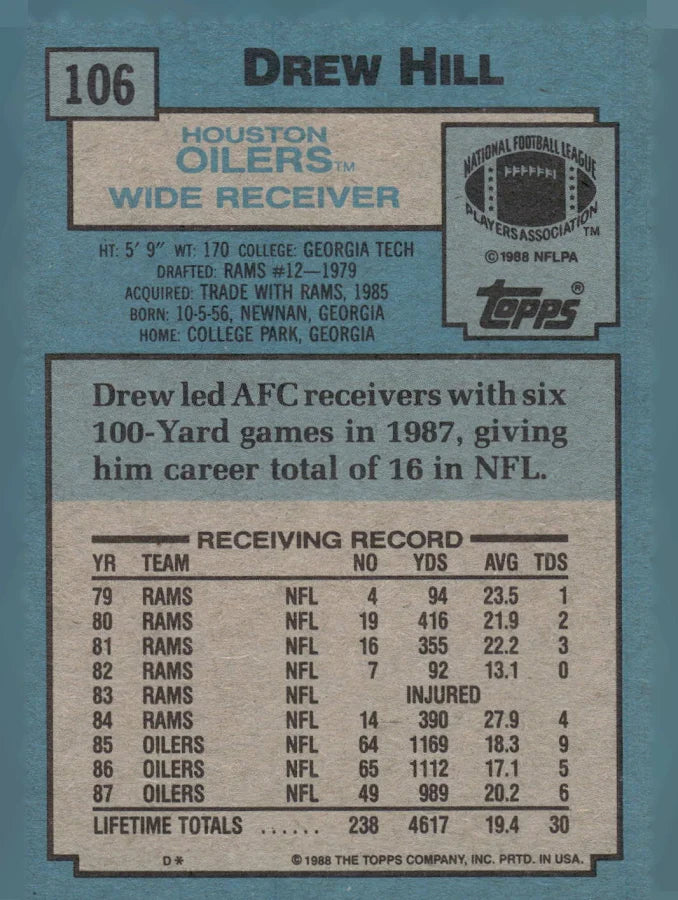 106
DREW HILL
HOUSTON
OILERS™
WIDE RECEIVER
NATIONAL FOOTBALL LEAGUE
PLAYERS ASSOCIATION™
©1988 NFLPA
Topps®
HT: 5' 9" WT: 170 COLLEGE: GEORGIA TECH
DRAFTED: RAMS #12—1979
ACQUIRED: TRADE WITH RAMS, 1985
BORN: 10-5-56, NEWNAN, GEORGIA
HOME: COLLEGE PARK, GEORGIA
Drew led AFC receivers with six
100-Yard games in 1987, giving
him career total of 16 in NFL.
RECEIVING RECORD
YR TEAM NO YDS AVG TDS
79 RAMS NFL 4 94 23.5 1
80 RAMS NFL 19 416 21.9 2
81 RAMS NFL 16 355 22.2 3
82 RAMS NFL 7 92 13.1 0
83 RAMS NFL INJURED
84 RAMS NFL 14 390 27.9 4
85 OILERS NFL 64 1169 18.3 9
86 OILERS NFL 65 1112 17.1 5
87 OILERS NFL 49 989 20.2 6
LIFETIME TOTALS ...... 238 4617 19.4 30
D* ©1988 THE TOPPS COMPANY, INC. PRTD. IN USA.